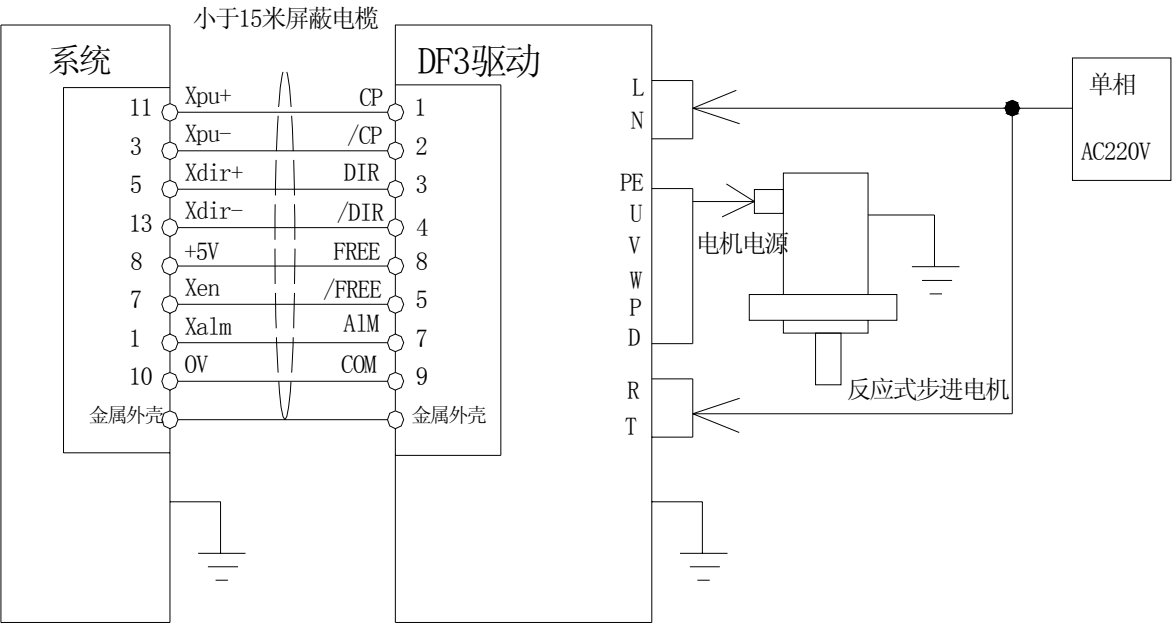 小于15米屏蔽电榄
系统
DF3驱动
11 Xpu+ CP 1
3 Xpu- /CP 2
5 Xdir+ DIR 3
13 Xdir- /DIR 4
8 +5V FREE 8
7 Xen /FREE 5
1 Xalm AlM 7
10 0V COM 9
金属外壳 金属外壳
L
N
PE
U
V
W
P
D
R
T
电机电源
反应式步进电机
单相
AC220V